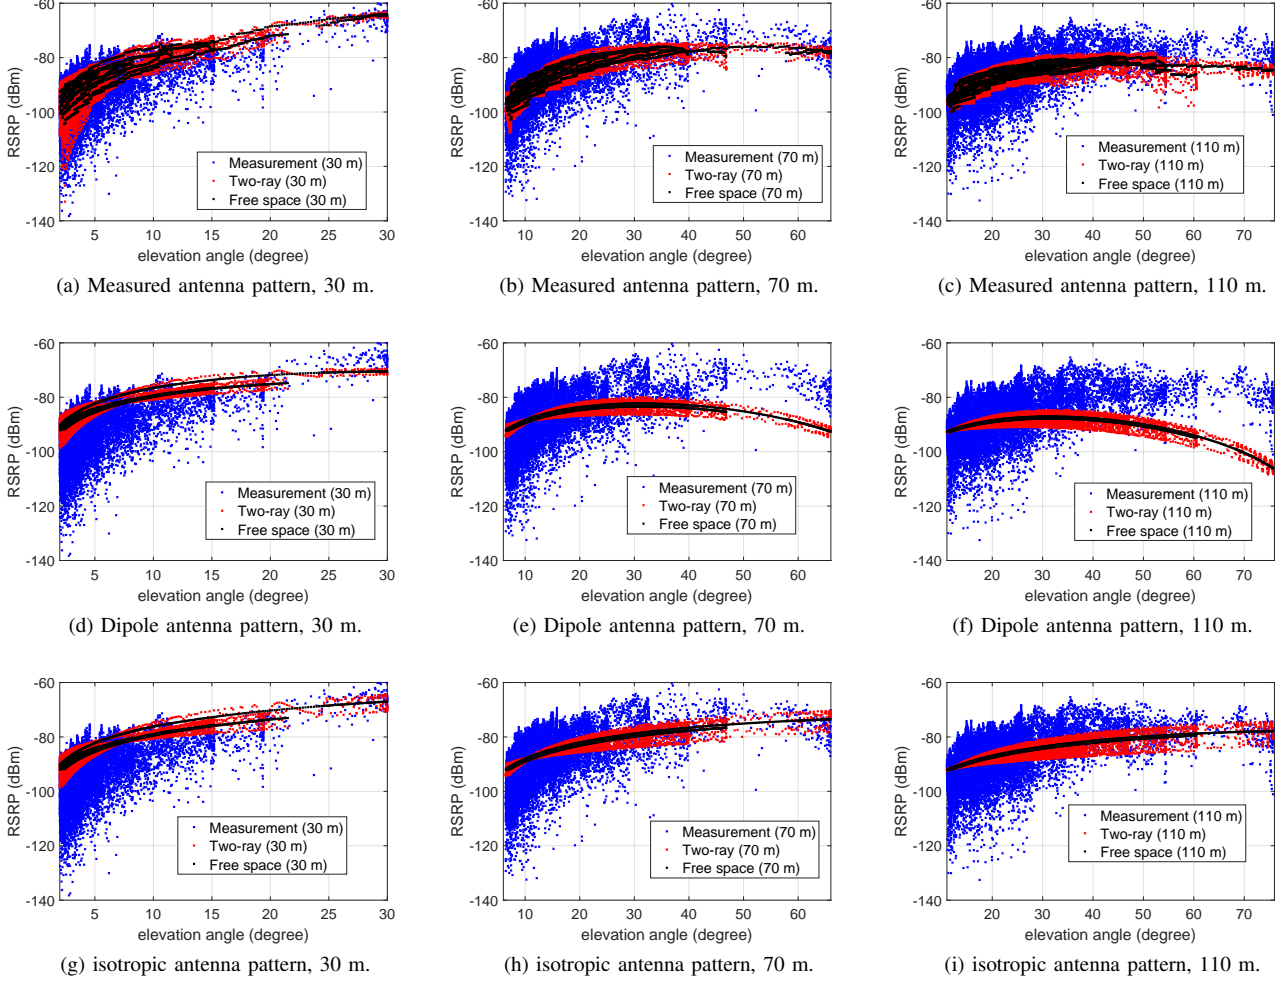 -60
-80
-100
-120
-140
RSRP (dBm)
5 10 15 20 25 30
elevation angle (degree)
Measurement (30 m)
Two-ray (30 m)
Free space (30 m)
(a) Measured antenna pattern, 30 m.
-60
-80
-100
-120
-140
RSRP (dBm)
10 20 30 40 50 60
elevation angle (degree)
Measurement (70 m)
Two-ray (70 m)
Free space (70 m)
(b) Measured antenna pattern, 70 m.
-60
-80
-100
-120
-140
RSRP (dBm)
20 30 40 50 60 70
elevation angle (degree)
Measurement (110 m)
Two-ray (110 m)
Free space (110 m)
(c) Measured antenna pattern, 110 m.
-60
-80
-100
-120
-140
RSRP (dBm)
5 10 15 20 25 30
elevation angle (degree)
Measurement (30 m)
Two-ray (30 m)
Free space (30 m)
(d) Dipole antenna pattern, 30 m.
-60
-80
-100
-120
-140
RSRP (dBm)
10 20 30 40 50 60
elevation angle (degree)
Measurement (70 m)
Two-ray (70 m)
Free space (70 m)
(e) Dipole antenna pattern, 70 m.
-60
-80
-100
-120
-140
RSRP (dBm)
20 30 40 50 60 70
elevation angle (degree)
Measurement (110 m)
Two-ray (110 m)
Free space (110 m)
(f) Dipole antenna pattern, 110 m.
-60
-80
-100
-120
-140
RSRP (dBm)
5 10 15 20 25 30
elevation angle (degree)
Measurement (30 m)
Two-ray (30 m)
Free space (30 m)
(g) isotropic antenna pattern, 30 m.
-60
-80
-100
-120
-140
RSRP (dBm)
10 20 30 40 50 60
elevation angle (degree)
Measurement (70 m)
Two-ray (70 m)
Free space (70 m)
(h) isotropic antenna pattern, 70 m.
-60
-80
-100
-120
-140
RSRP (dBm)
20 30 40 50 60 70
elevation angle (degree)
Measurement (110 m)
Two-ray (110 m)
Free space (110 m)
(i) isotropic antenna pattern, 110 m.